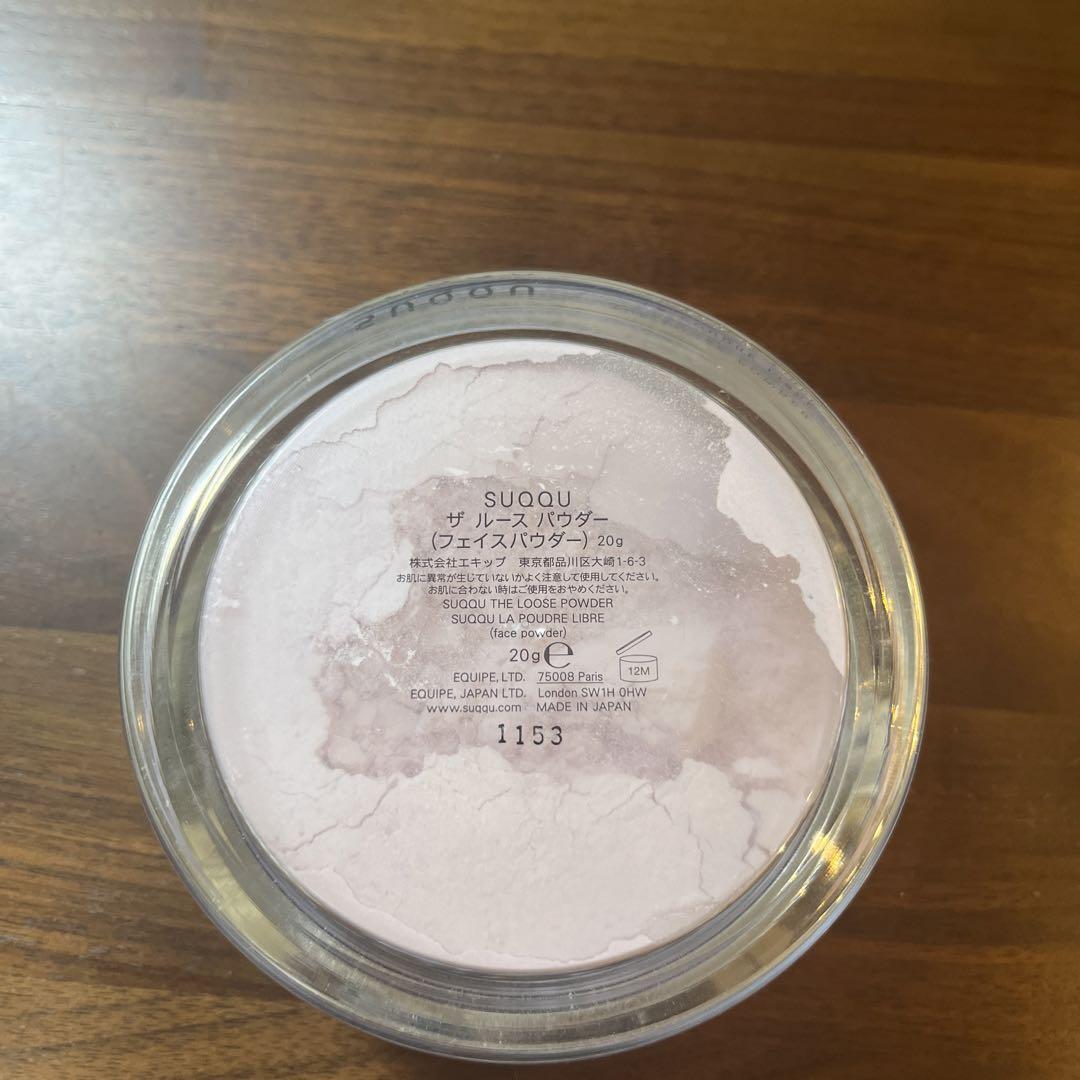 SUQQU
SUQQU
ザ ルース パウダー
(フェイスパウダー) 20g
株式会社エキップ 東京都品川区大崎1-6-3
お肌に異常が生じていないかよく注意して使用してください。
お肌に合わない時はご使用をおやめください。
SUQQU THE LOOSE POWDER
SUQQU LA POUDRE LIBRE
(face powder)
20g e 12M
EQUIPE, LTD. 75008 Paris
EQUIPE, JAPAN LTD. London SW1H 0HW
www.suqqu.com MADE IN JAPAN
1153